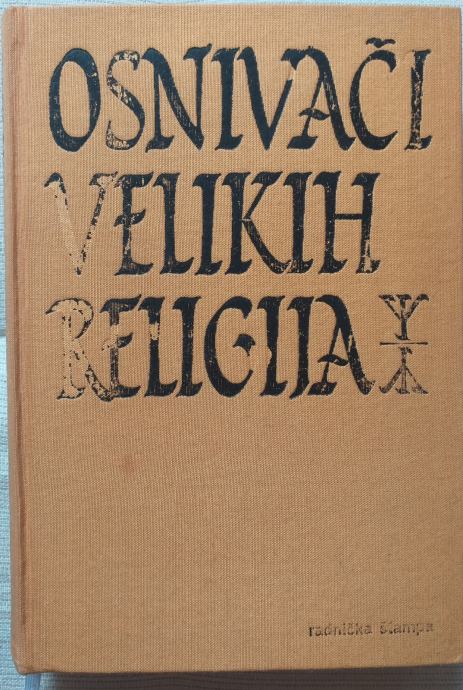 OSNIVAČI
VELIKIH
RELIGIJA
radnička štampa